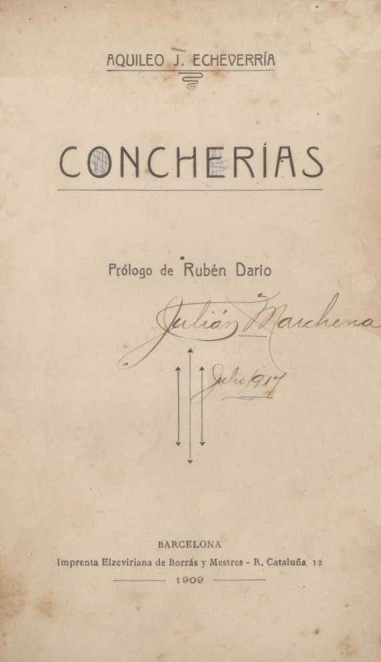 AQUILEO J. ECHEVERRÍA
CONCHERÍAS
Prólogo de Rubén Darío
Julián Marchena
Julio/917
BARCELONA
Imprenta Elzeviriana de Borrás y Mestres - R. Cataluña, 12
1909